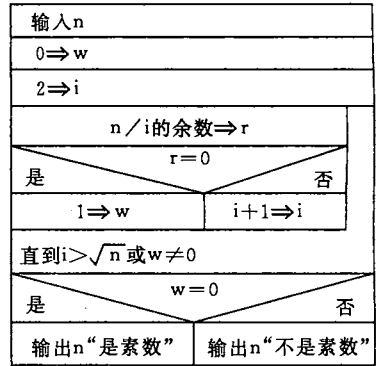 输入n
0⇒w
2⇒i
n／i的余数⇒r
r=0
是 否
1⇒w i+1⇒i
直到i>√n或w≠0
w=0
是 否
输出n“是素数” 输出n“不是素数”